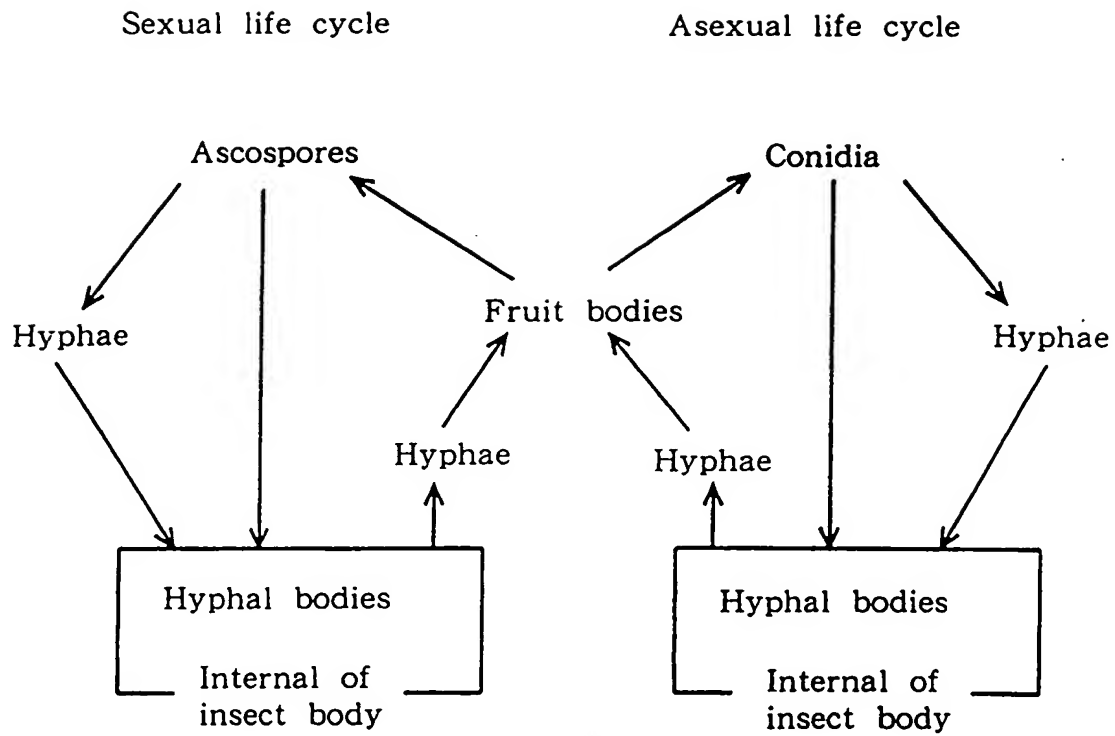 Sexual life cycle
Asexual life cycle
Ascospores
Conidia
Fruit bodies
Hyphae
Hyphae
Hyphae
Hyphae
Hyphal bodies
Hyphal bodies
Internal of
insect body
Internal of
insect body